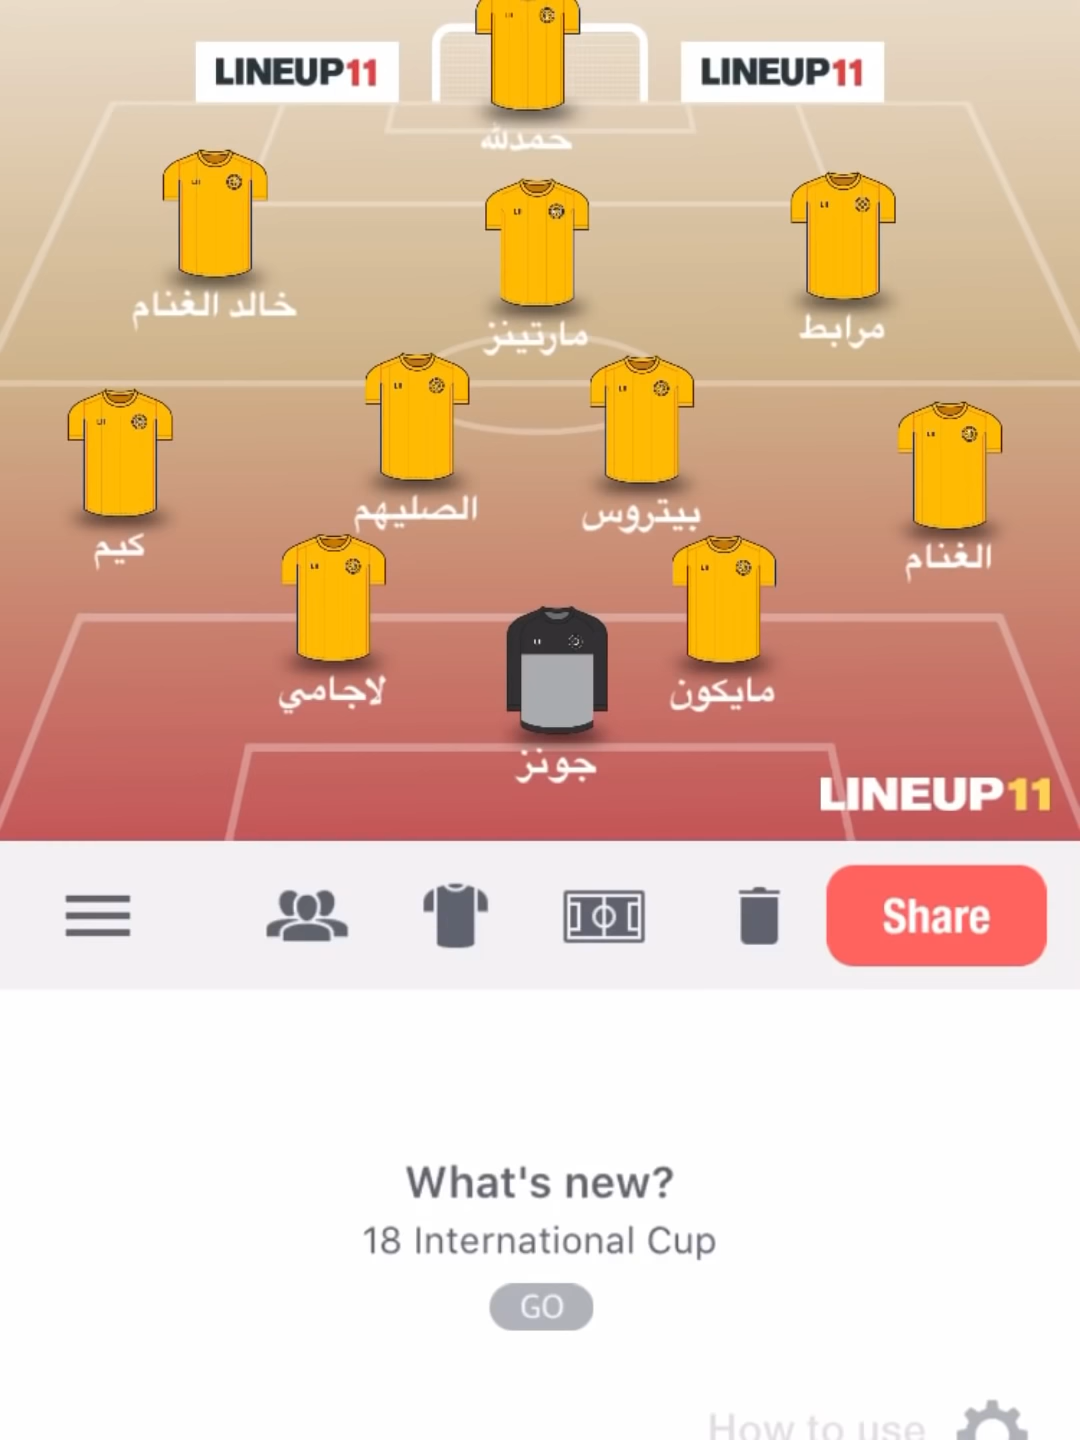 LINEUP11
LINEUP11
حمدلله
خالد الغنام
مارتينز
مرابط
كيم
الصليهم
بيتروس
الغنام
لاجامي
مايكون
جونز
LINEUP11
Share
What's new?
18 International Cup
GO
How to use